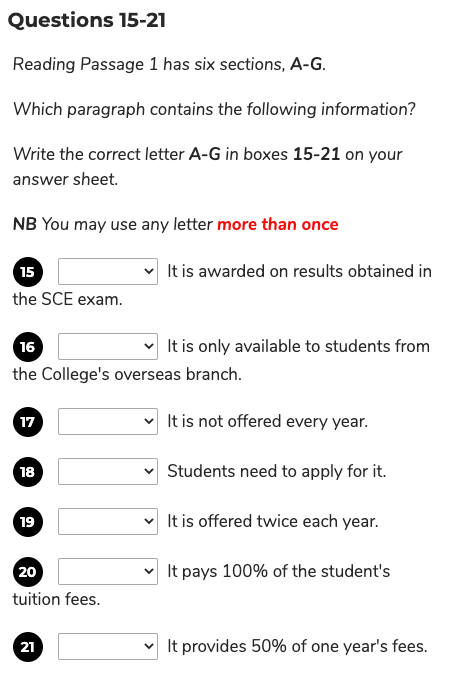 Questions 15-21
Reading Passage 1 has six sections, A-G.
Which paragraph contains the following information?
Write the correct letter A-G in boxes 15-21 on your
answer sheet.
NB You may use any letter more than once
15 It is awarded on results obtained in
the SCE exam.
16 It is only available to students from
the College's overseas branch.
17 It is not offered every year.
18 Students need to apply for it.
19 It is offered twice each year.
20 It pays 100% of the student's
tuition fees.
21 It provides 50% of one year's fees.